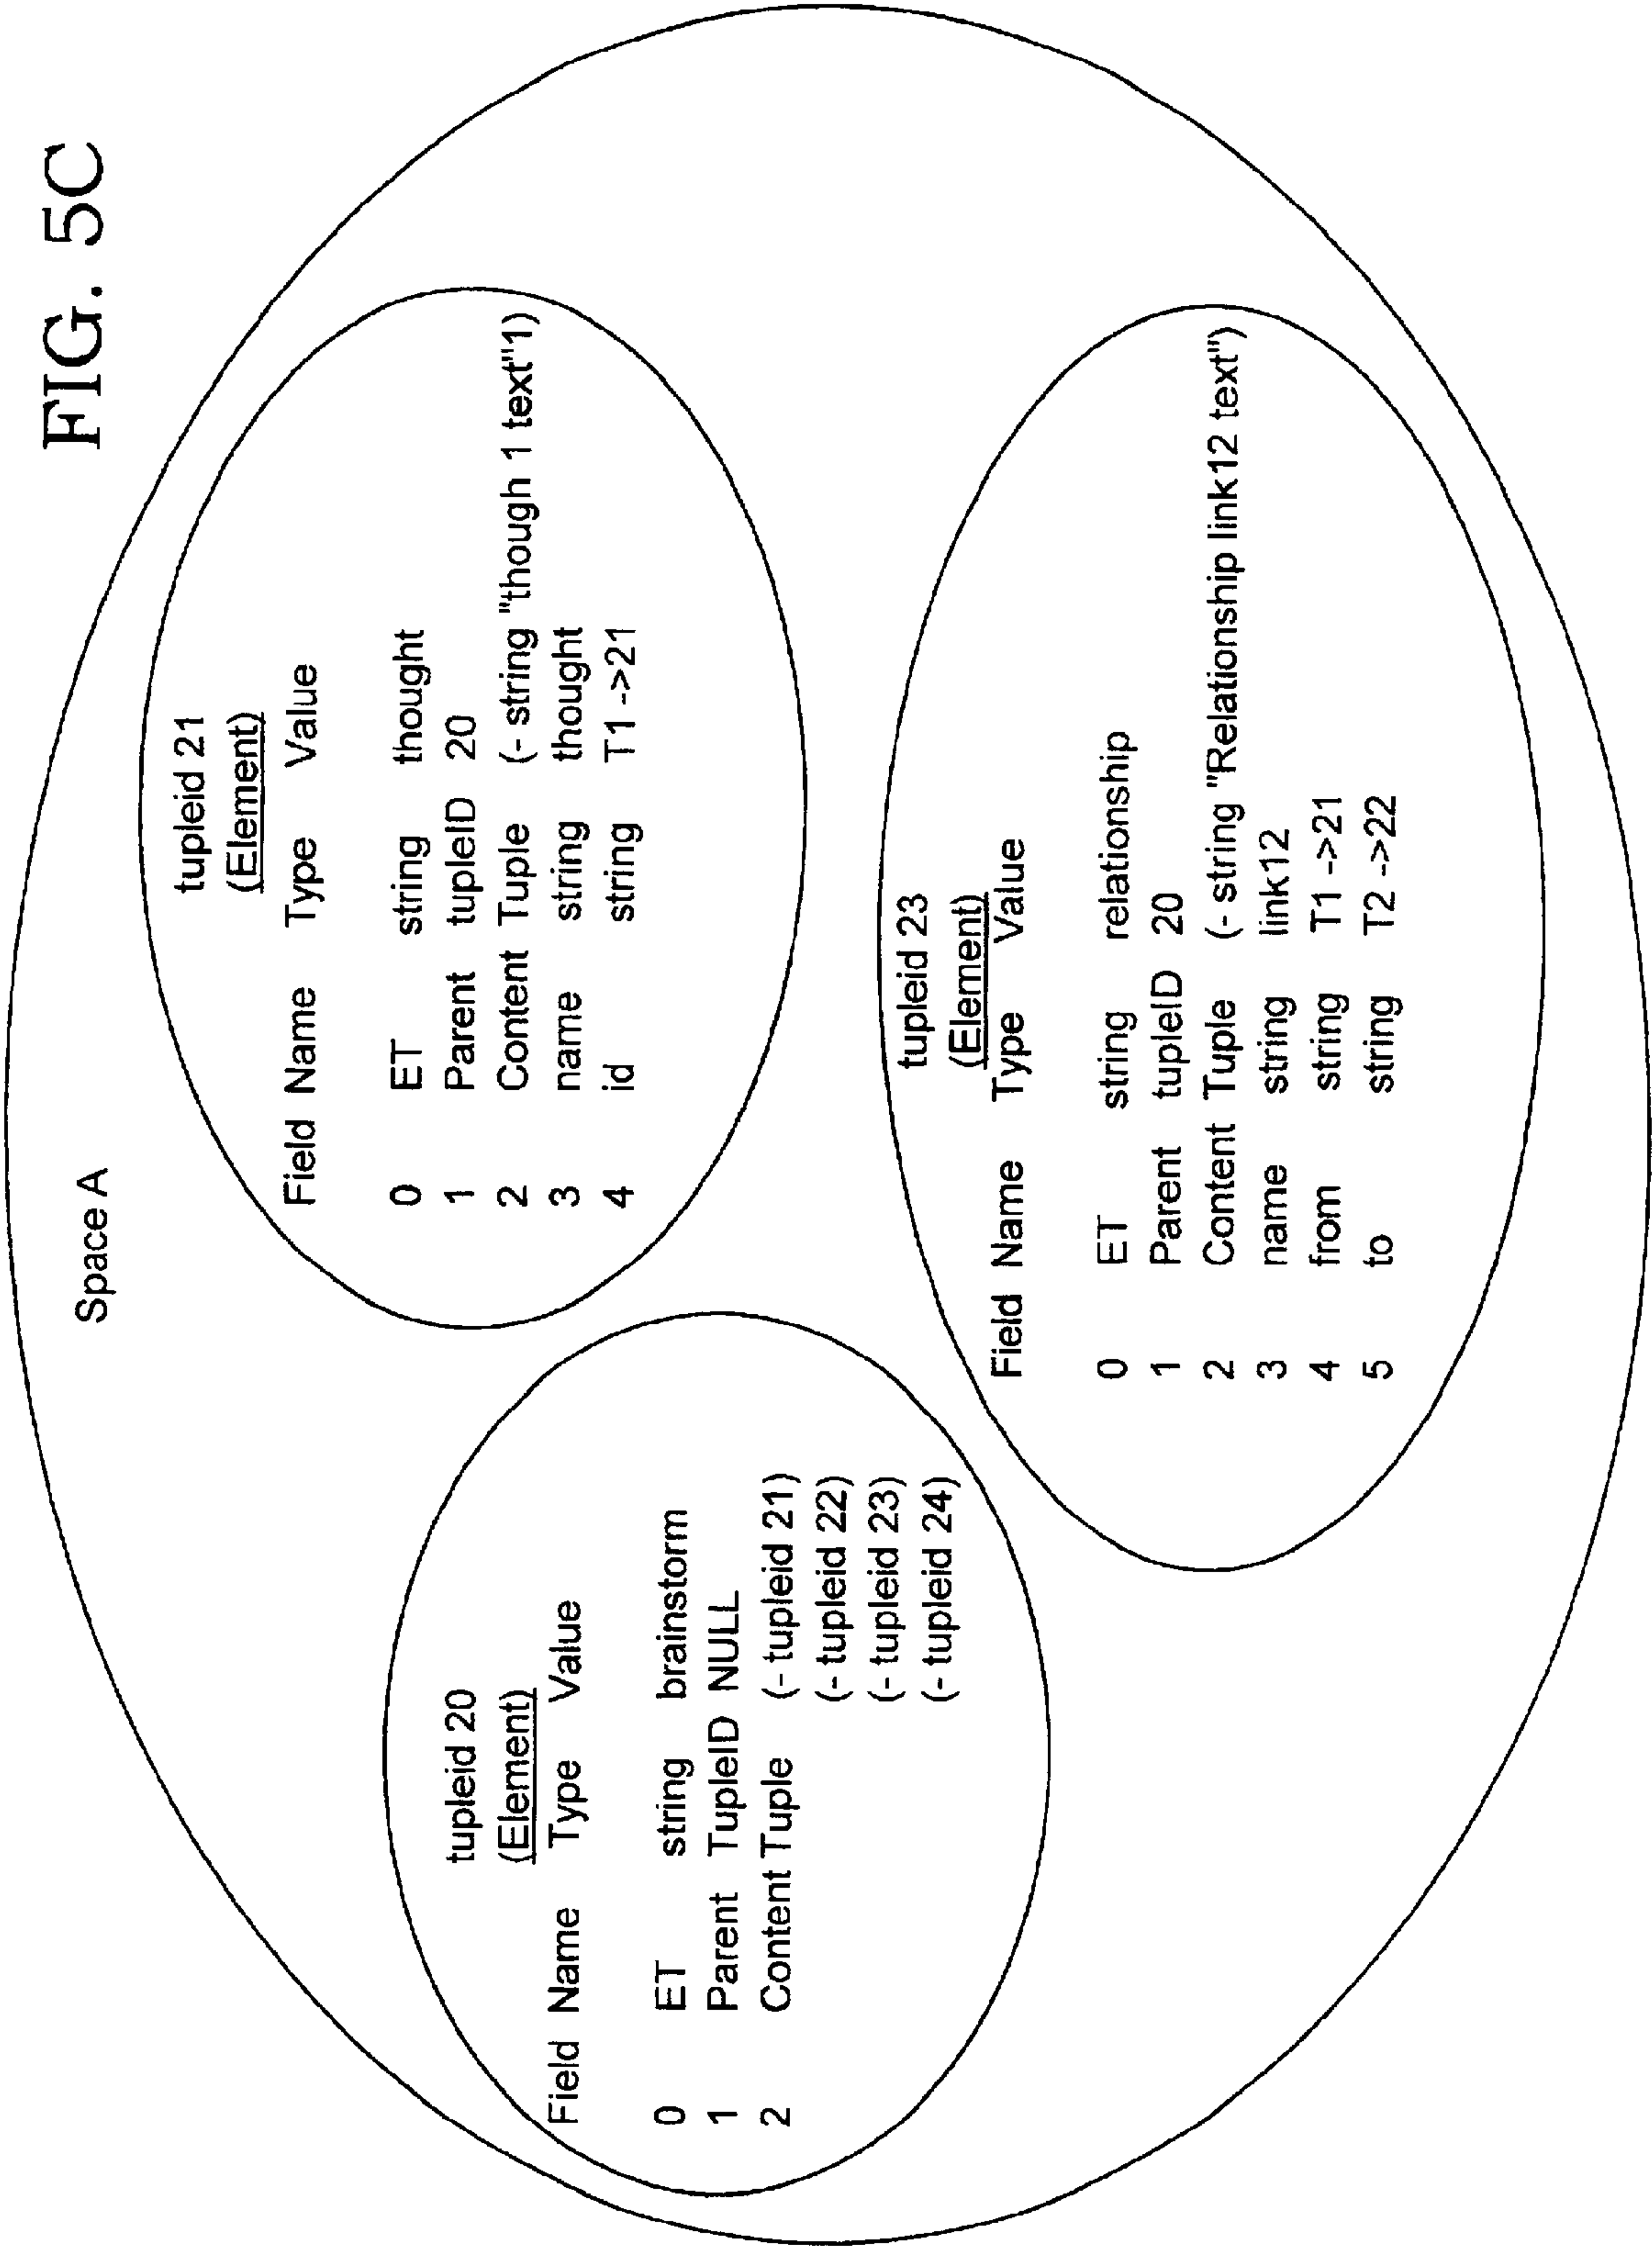 FIG. 5C
Space A
tupleid 20
(Element)
Field Name Type Value
0 ET string brainstorm
1 Parent TupleID NULL
2 Content Tuple (- tupleid 21)
(- tupleid 22)
(- tupleid 23)
(- tupleid 24)
tupleid 21
(Element)
Field Name Type Value
0 ET string thought
1 Parent tupleID 20
2 Content Tuple (- string "though 1 text"1)
3 name string thought
4 id string T1->21
tupleid 23
(Element)
Field Name Type Value
0 ET string relationship
1 Parent tupleID 20
2 Content Tuple (- string "Relationship link12 text")
3 name string link12
4 from string T1->21
5 to string T2->22